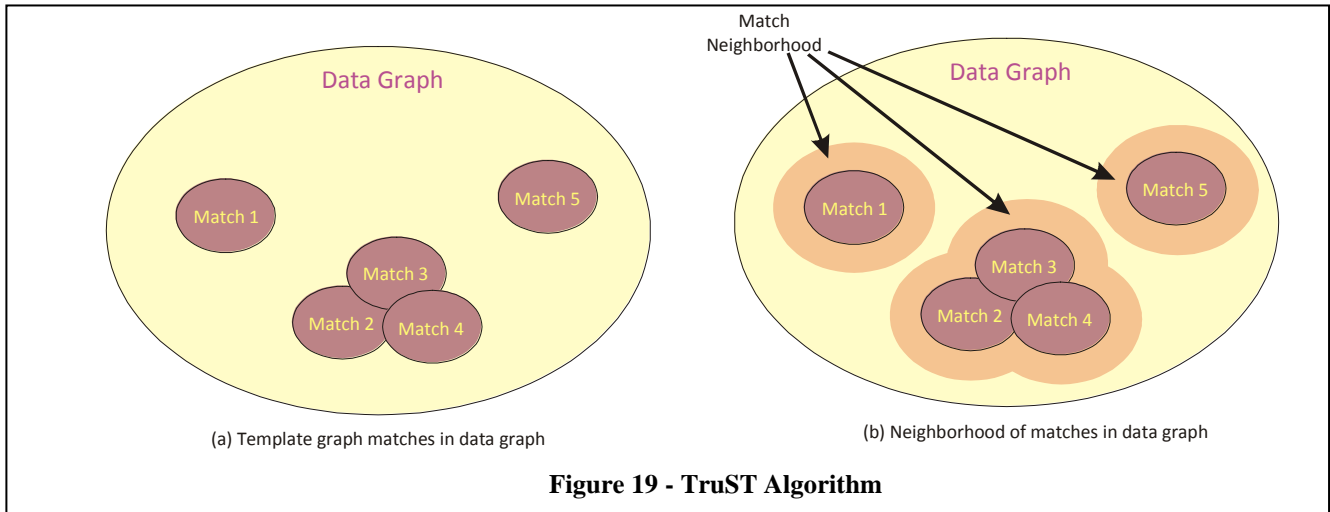 Data Graph
Match 1
Match 5
Match 3
Match 2
Match 4
(a) Template graph matches in data graph
Match
Neighborhood
Data Graph
Match 1
Match 5
Match 3
Match 2
Match 4
(b) Neighborhood of matches in data graph
Figure 19 - TruST Algorithm